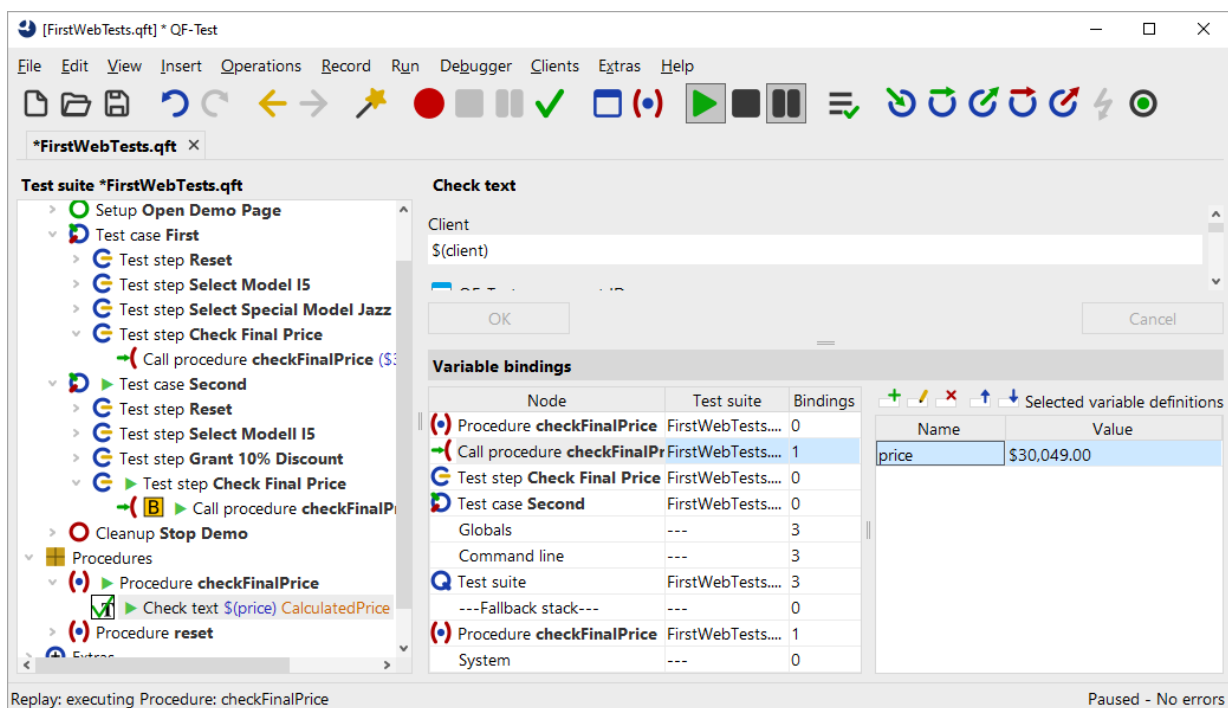 [FirstWebTests.qft] * QF-Test
File Edit View Insert Operations Record Run Debugger Clients Extras Help
*FirstWebTests.qft
Test suite *FirstWebTests.qft
Setup Open Demo Page
Test case First
Test step Reset
Test step Select Model I5
Test step Select Special Model Jazz
Test step Check Final Price
Call procedure checkFinalPrice ($3
Test case Second
Test step Reset
Test step Select Modell I5
Test step Grant 10% Discount
Test step Check Final Price
B Call procedure checkFinalP
Cleanup Stop Demo
Procedures
Procedure checkFinalPrice
Check text $(price) CalculatedPrice
Procedure reset
Extras
Check text
Client
$(client)
OK Cancel
Variable bindings
Node Test suite Bindings
Procedure checkFinalPrice FirstWebTests.... 0
Call procedure checkFinalPr FirstWebTests.... 1
Test step Check Final Price FirstWebTests.... 0
Test case Second FirstWebTests.... 0
Globals --- 3
Command line --- 3
Test suite FirstWebTests.... 3
---Fallback stack--- --- 0
Procedure checkFinalPrice FirstWebTests.... 1
System --- 0
Selected variable definitions
Name Value
price $30,049.00
Replay: executing Procedure: checkFinalPrice
Paused - No errors